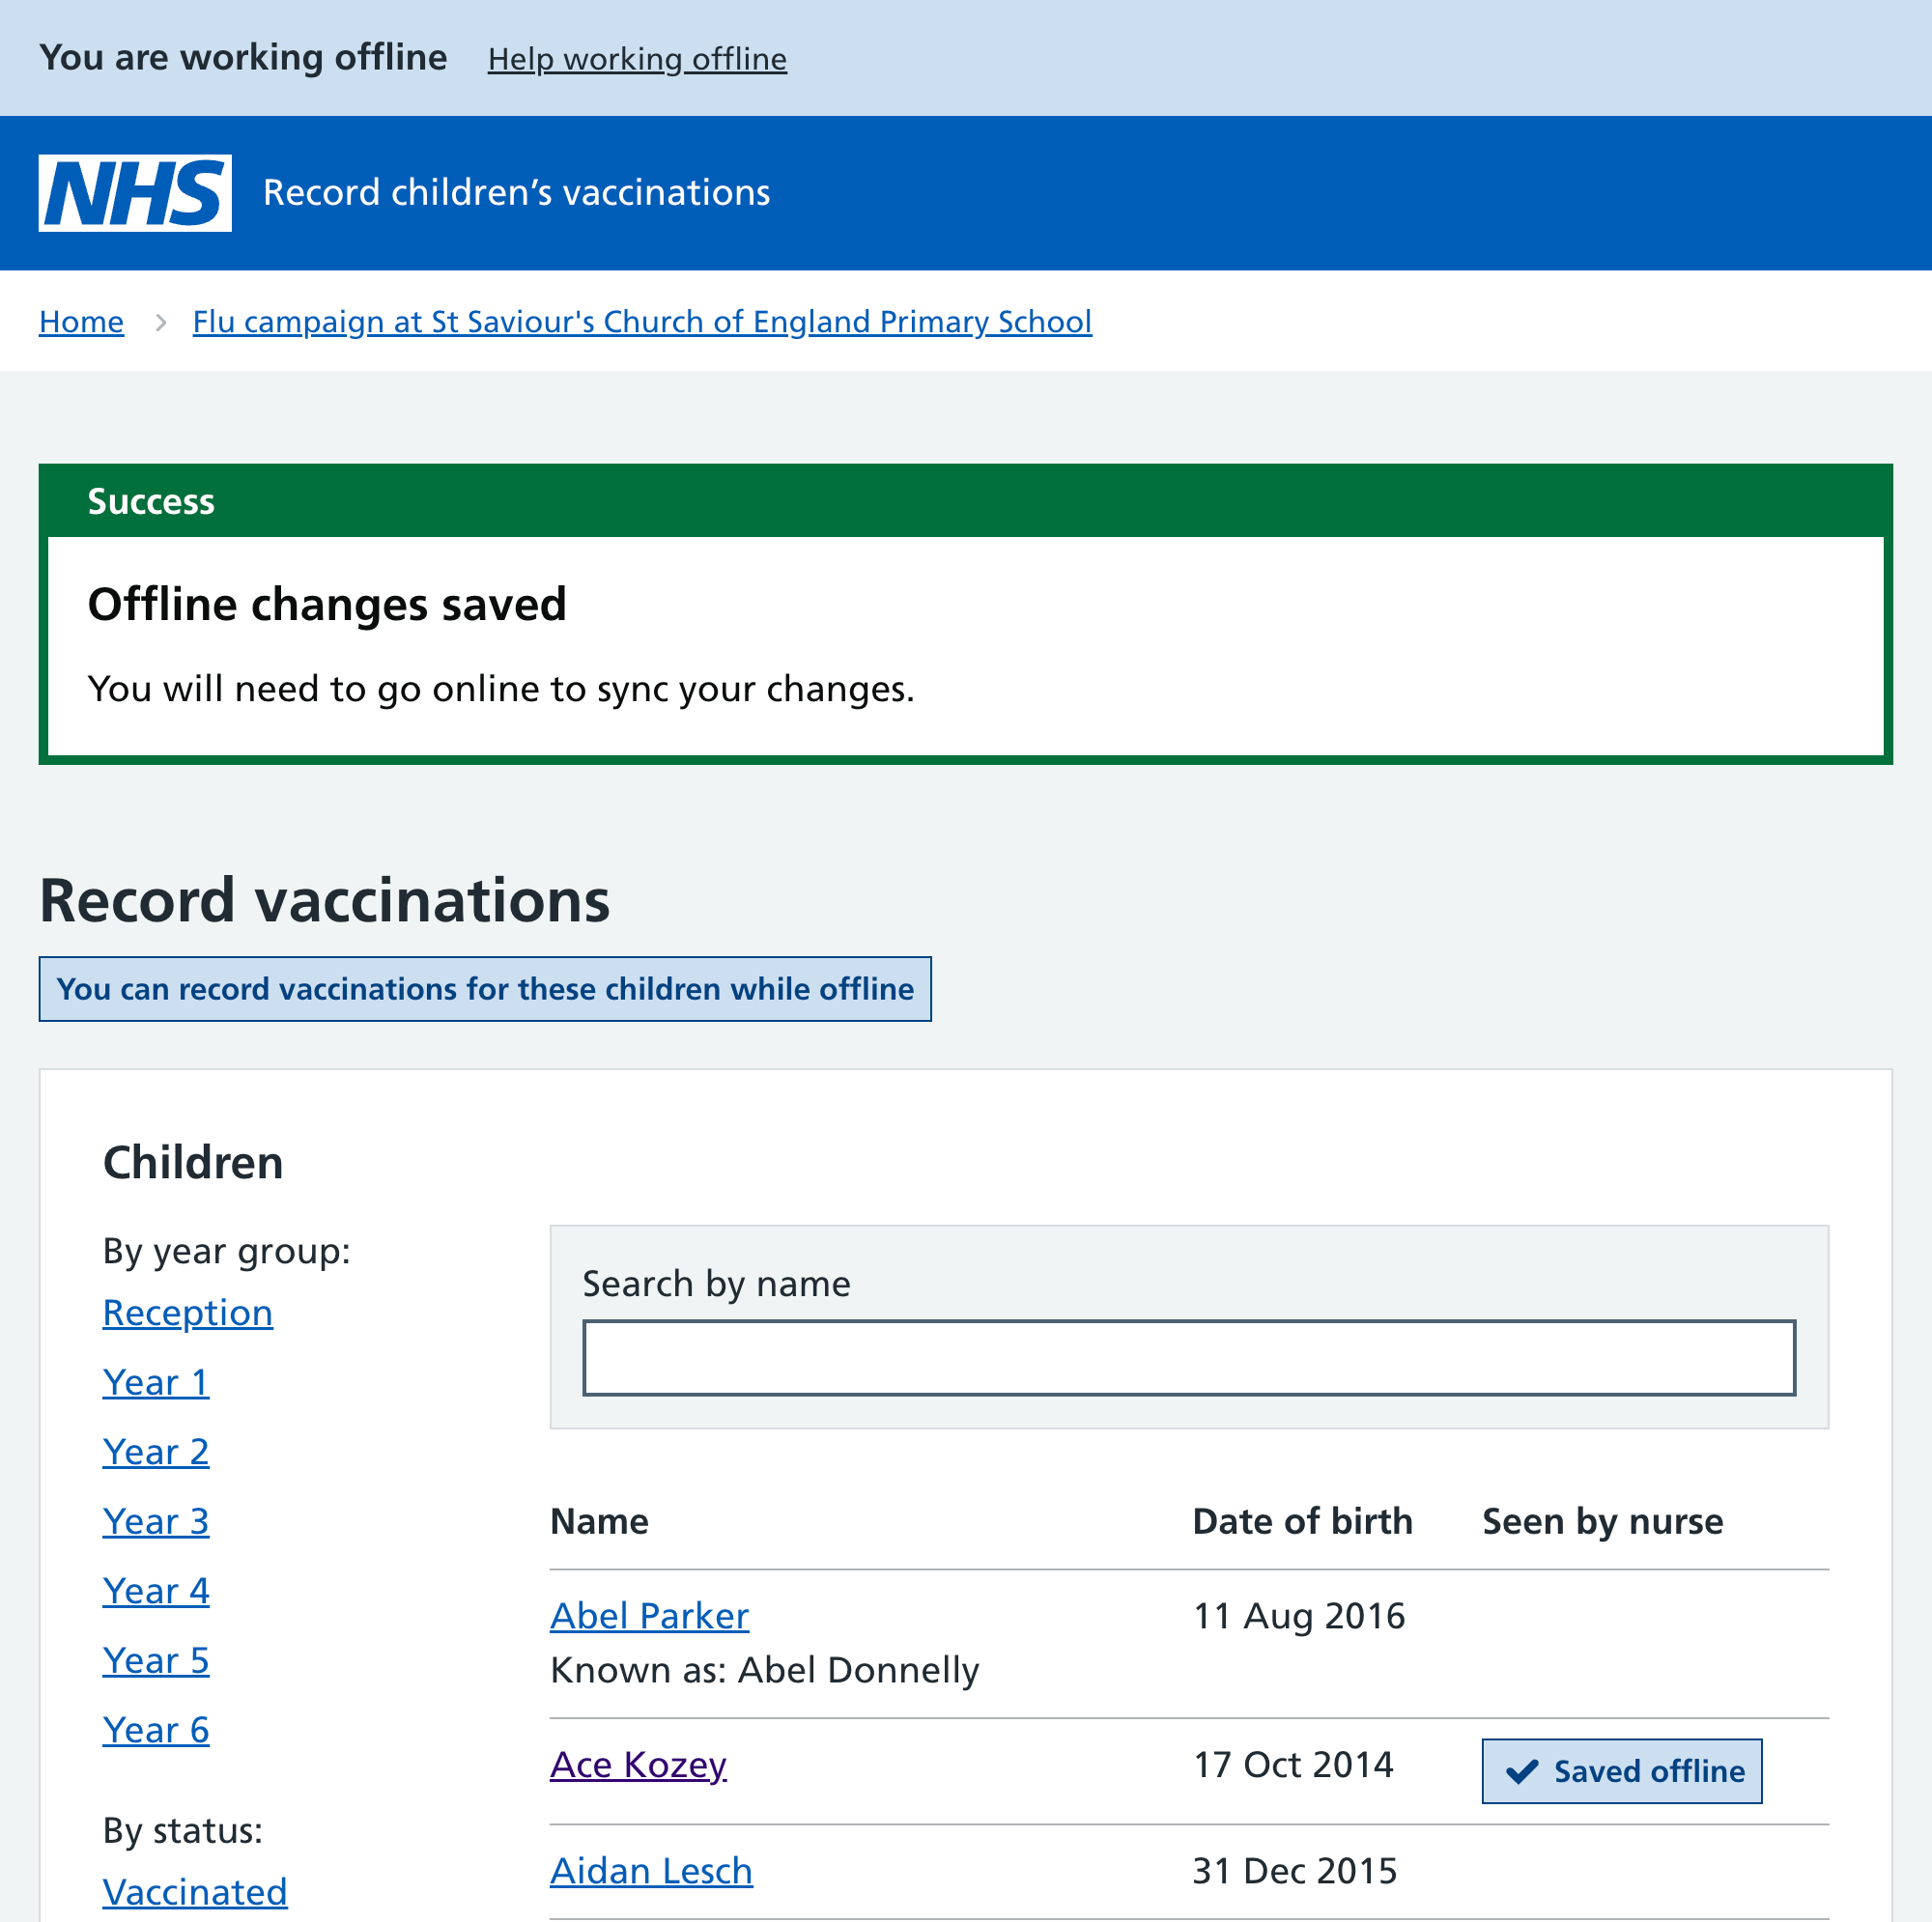 You are working offline Help working offline
NHS Record children’s vaccinations
Home Flu campaign at St Saviour's Church of England Primary School
Success
Offline changes saved
You will need to go online to sync your changes.
Record vaccinations
You can record vaccinations for these children while offline
Children
By year group:
Reception
Year 1
Year 2
Year 3
Year 4
Year 5
Year 6
By status:
Vaccinated
Search by name
Name Date of birth Seen by nurse
Abel Parker 11 Aug 2016
Known as: Abel Donnelly
Ace Kozey 17 Oct 2014 Saved offline
Aidan Lesch 31 Dec 2015